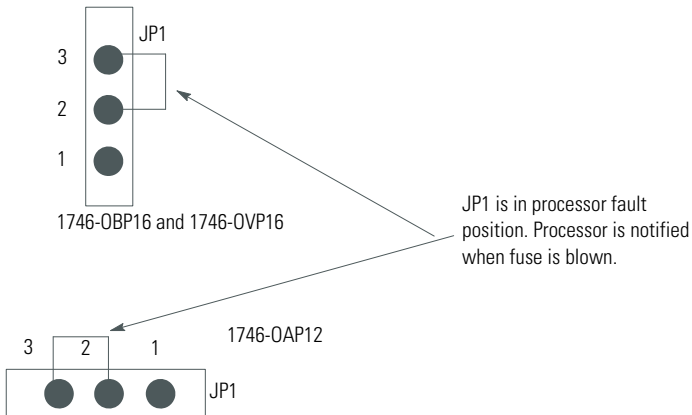 JP1
3
2
1
1746-OBP16 and 1746-OVP16
JP1 is in processor fault
position. Processor is notified
when fuse is blown.
1746-OAP12
3 2 1
JP1